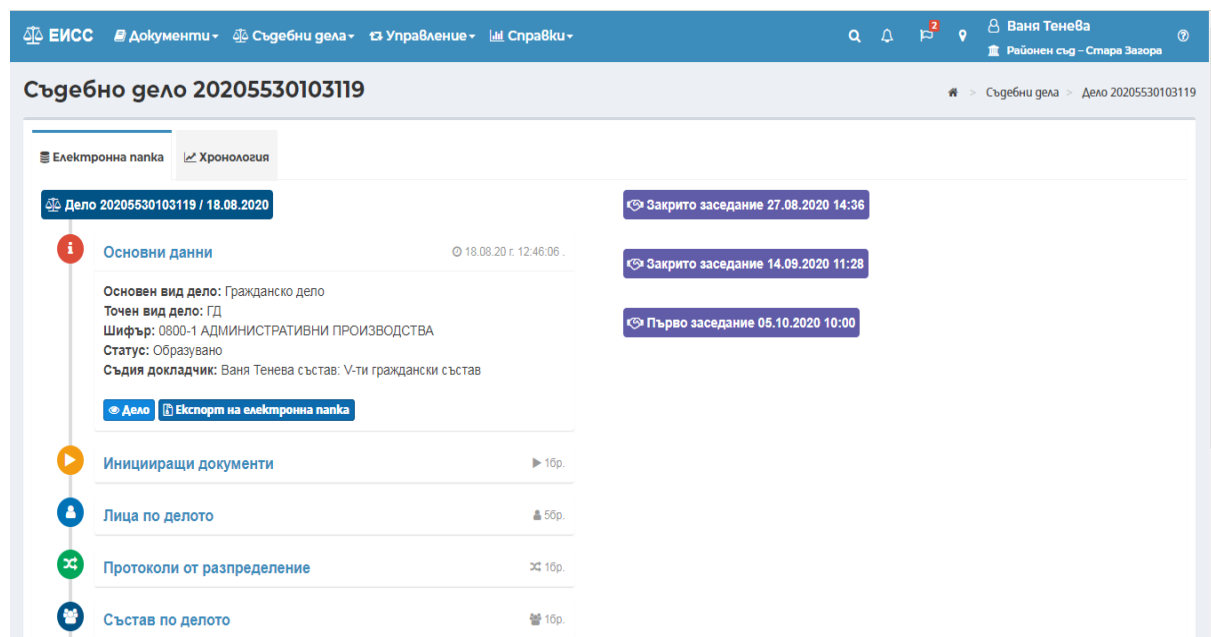 ЕИСС Документи Съдебни дела Управление Справки 2 Ваня Тенева
Районен съд – Стара Загора
Съдебно дело 20205530103119
> Съдебни дела > Дело 20205530103119
Електронна папка Хронология
Дело 20205530103119 / 18.08.2020
Закрито заседание 27.08.2020 14:36
Основни данни 18.08.20 г. 12:46:06 .
Закрито заседание 14.09.2020 11:28
Основен вид дело: Гражданско дело
Точен вид дело: ГД
Първо заседание 05.10.2020 10:00
Шифър: 0800-1 АДМИНИСТРАТИВНИ ПРОИЗВОДСТВА
Статус: Образувано
Съдия докладчик: Ваня Тенева състав: V-ти граждански състав
Дело Експорт на електронна папка
Иницииращи документи 1бр.
Лица по делото 5бр.
Протоколи от разпределение 1бр.
Състав по делото 1бр.